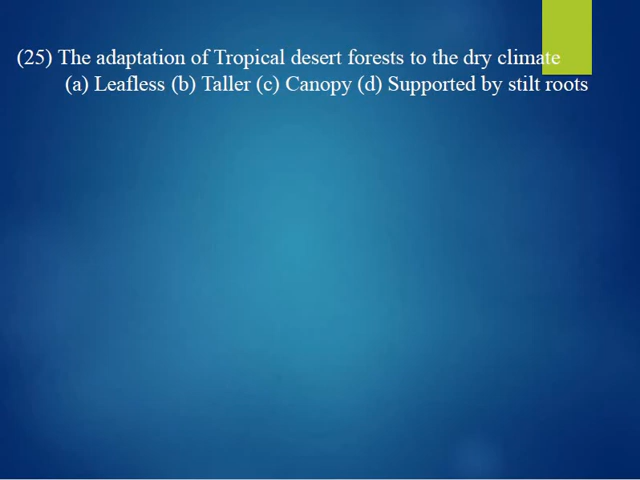 (25) The adaptation of Tropical desert forests to the dry climate
(a) Leafless (b) Taller (c) Canopy (d) Supported by stilt roots